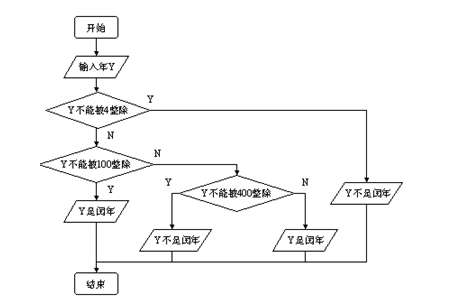 开始
输入年Y
Y不能被4整除
Y
N
Y不能被100整除
N
Y
Y不能被400整除
Y
N
Y不是闰年
Y是闰年
Y不是闰年
Y是闰年
结束